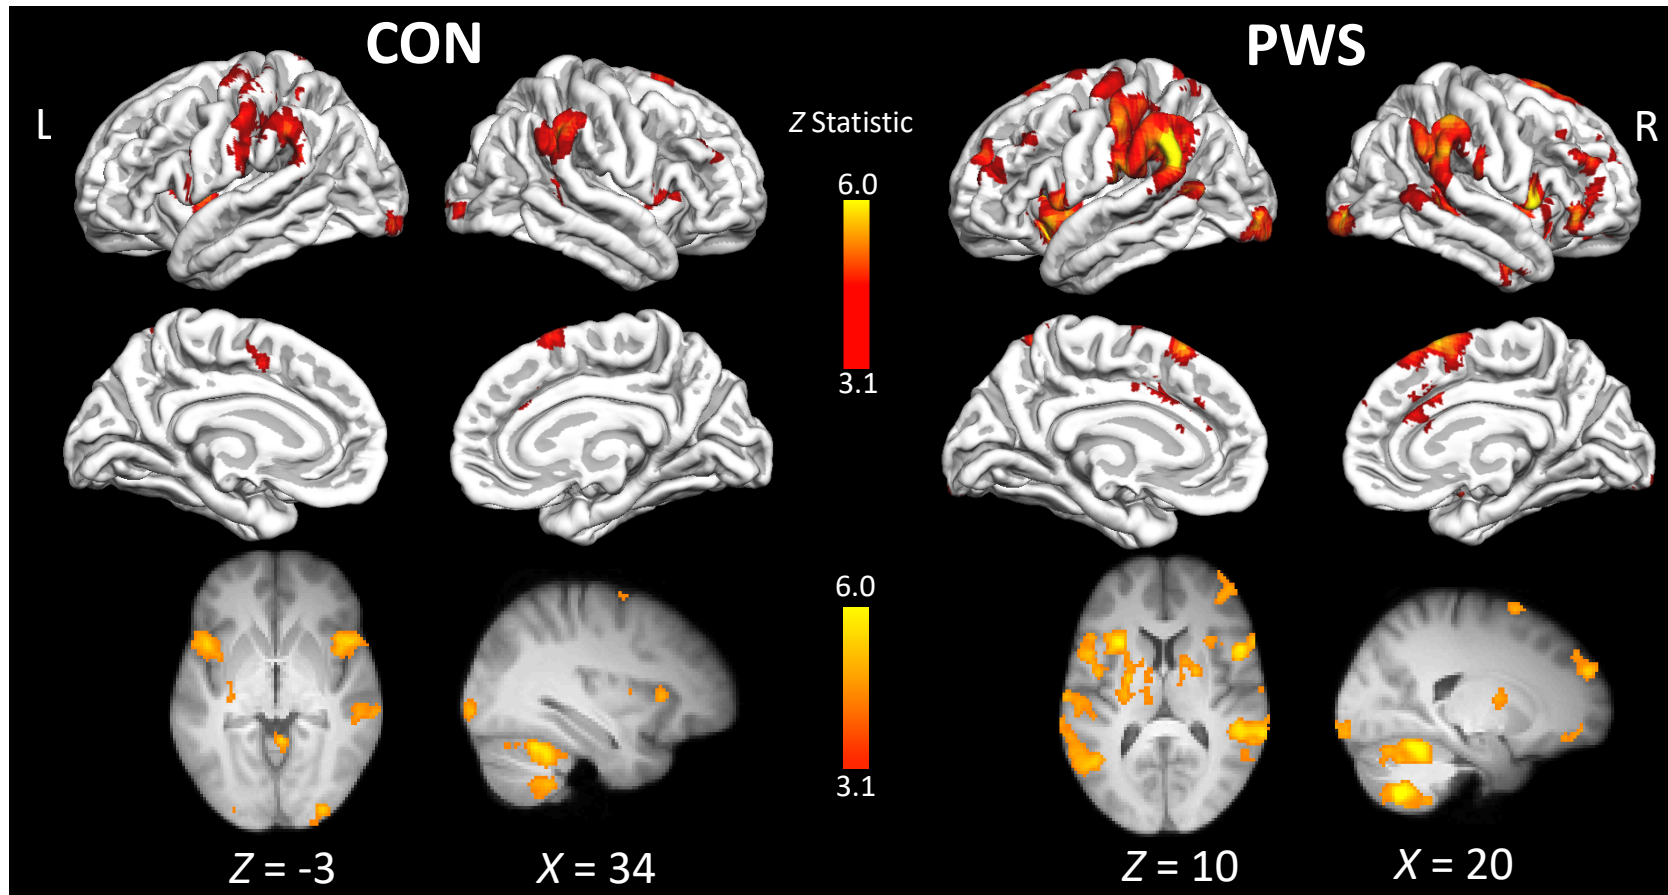 CON
PWS
L
Z Statistic
R
6.0
3.1
6.0
3.1
Z = -3
X = 34
Z = 10
X = 20